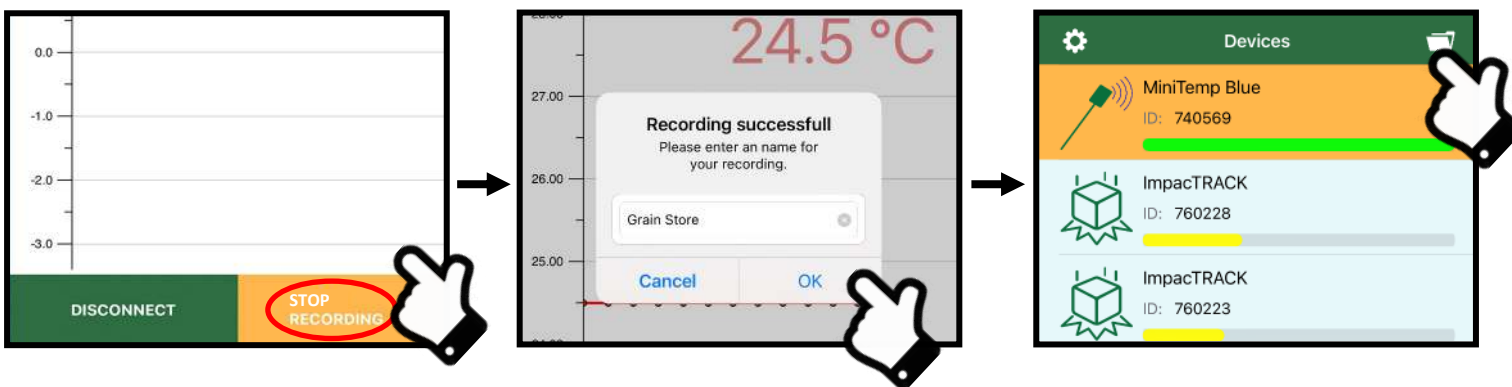 0.0
-1.0
-2.0
-3.0
DISCONNECT
STOP
RECORDING
24.5 °C
27.00
26.00
25.00
Recording successfull
Please enter an name for
your recording.
Grain Store
Cancel
OK
Devices
MiniTemp Blue
ID: 740569
ImpacTRACK
ID: 760228
ImpacTRACK
ID: 760223